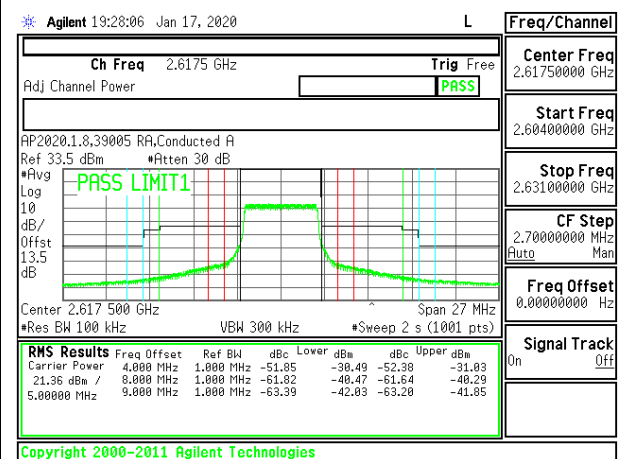 Agilent 19:28:06 Jan 17, 2020 L
Ch Freq 2.6175 GHz Trig Free
Adj Channel Power PASS
AP2020.1.8,39005 RA,Conducted A
Ref 33.5 dBm #Atten 30 dB
#Avg
Log
10
dB/
Offst
13.5
dB
PASS LIMIT1
Center 2.617 500 GHz Span 27 MHz
#Res BW 100 kHz VBW 300 kHz #Sweep 2 s (1001 pts)
RMS Results Freq Offset Ref BW dBc Lower dBm dBc Upper dBm
Carrier Power 4.000 MHz 1.000 MHz -51.85 -30.49 -52.38 -31.03
21.36 dBm / 8.000 MHz 1.000 MHz -61.82 -40.47 -61.64 -40.29
5.00000 MHz 9.000 MHz 1.000 MHz -63.39 -42.03 -63.20 -41.85
Copyright 2000-2011 Agilent Technologies
Freq/Channel
Center Freq
2.61750000 GHz
Start Freq
2.60400000 GHz
Stop Freq
2.63100000 GHz
CF Step
2.70000000 MHz
Auto Man
Freq Offset
0.00000000 Hz
Signal Track
On Off